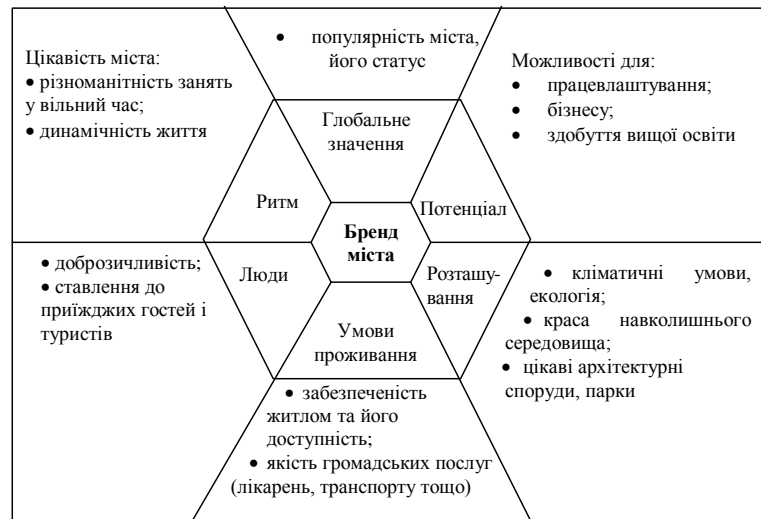 Цікавість міста:
• різноманітність занять
у вільний час;
• динамічність життя
• популярність міста,
його статус
Можливості для:
• працевлаштування;
• бізнесу;
• здобуття вищої освіти
Глобальне
значення
Ритм
Потенціал
Бренд
міста
Люди
Розташу-
вання
Умови
проживання
• доброзичливість;
• ставлення до
приїжджих гостей і
туристів
• кліматичні умови,
екологія;
• краса навколишнього
середовища;
• цікаві архітектурні
споруди, парки
• забезпеченість
житлом та його
доступність;
• якість громадських послуг
(лікарень, транспорту тощо)